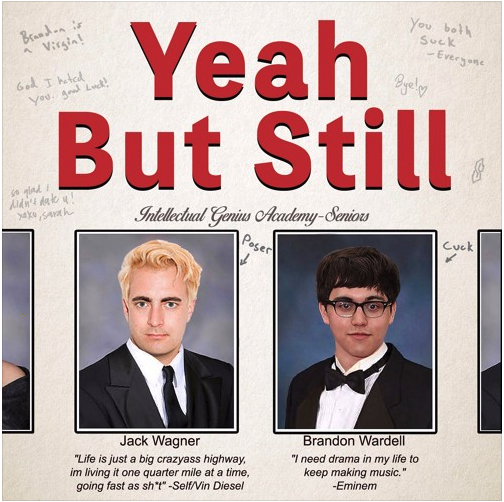 Brandon is
a Virgin!
God I hated
you. good luck!
You both
Suck
-Everyone
Bye!
Yeah
But Still
so glad i
didn't date u!
xoxo, sarah
Intellectual Genius Academy-Seniors
Poser
Cuck
Jack Wagner
"Life is just a big crazyass highway,
im living it one quarter mile at a time,
going fast as sh*t" -Self/Vin Diesel
Brandon Wardell
"I need drama in my life to
keep making music."
-Eminem